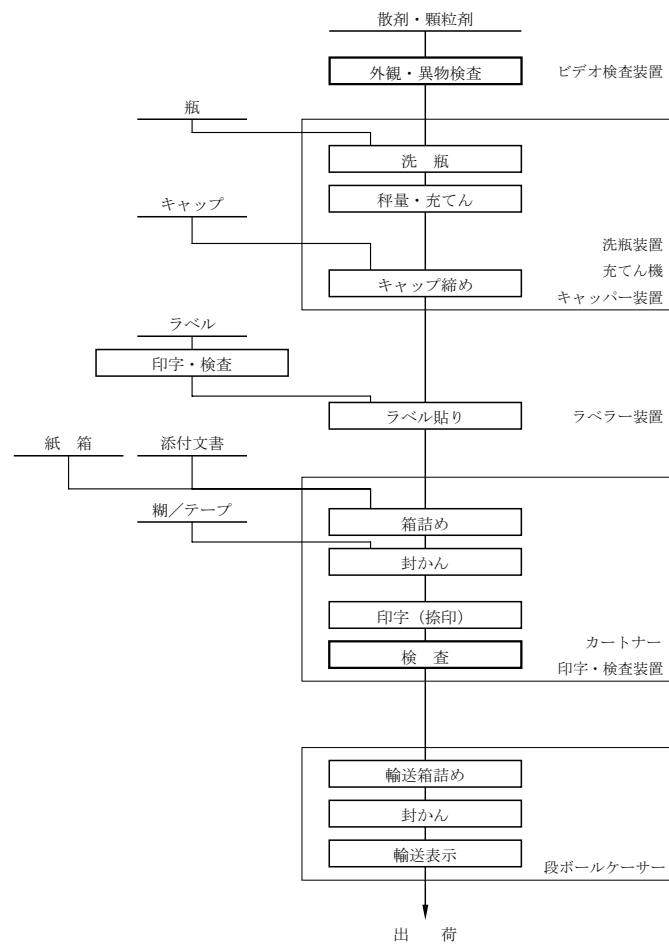 散剤・顆粒剤
外観・異物検査
ビデオ検査装置
瓶
洗　瓶
秤量・充てん
キャップ
洗瓶装置
充てん機
キャップ締め
キャッパー装置
ラベル
印字・検査
ラベル貼り
ラベラー装置
紙　箱
添付文書
糊／テープ
箱詰め
封かん
印字（捺印）
カートナー
検　査
印字・検査装置
輸送箱詰め
封かん
輸送表示
段ボールケーサー
出　荷